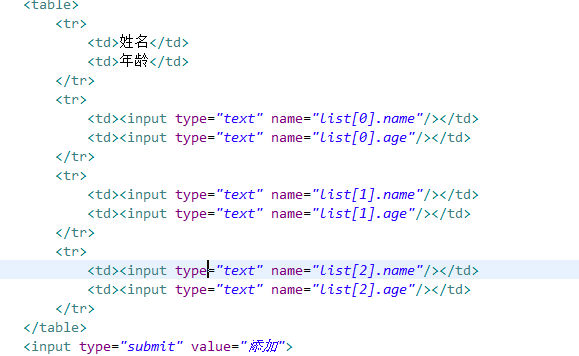 <table>
<tr>
<td>姓名</td>
<td>年龄</td>
</tr>
<tr>
<td><input type="text" name="list[0].name"/></td>
<td><input type="text" name="list[0].age"/></td>
</tr>
<tr>
<td><input type="text" name="list[1].name"/></td>
<td><input type="text" name="list[1].age"/></td>
</tr>
<tr>
<td><input type="text" name="list[2].name"/></td>
<td><input type="text" name="list[2].age"/></td>
</tr>
</table>
<input type="submit" value="添加">